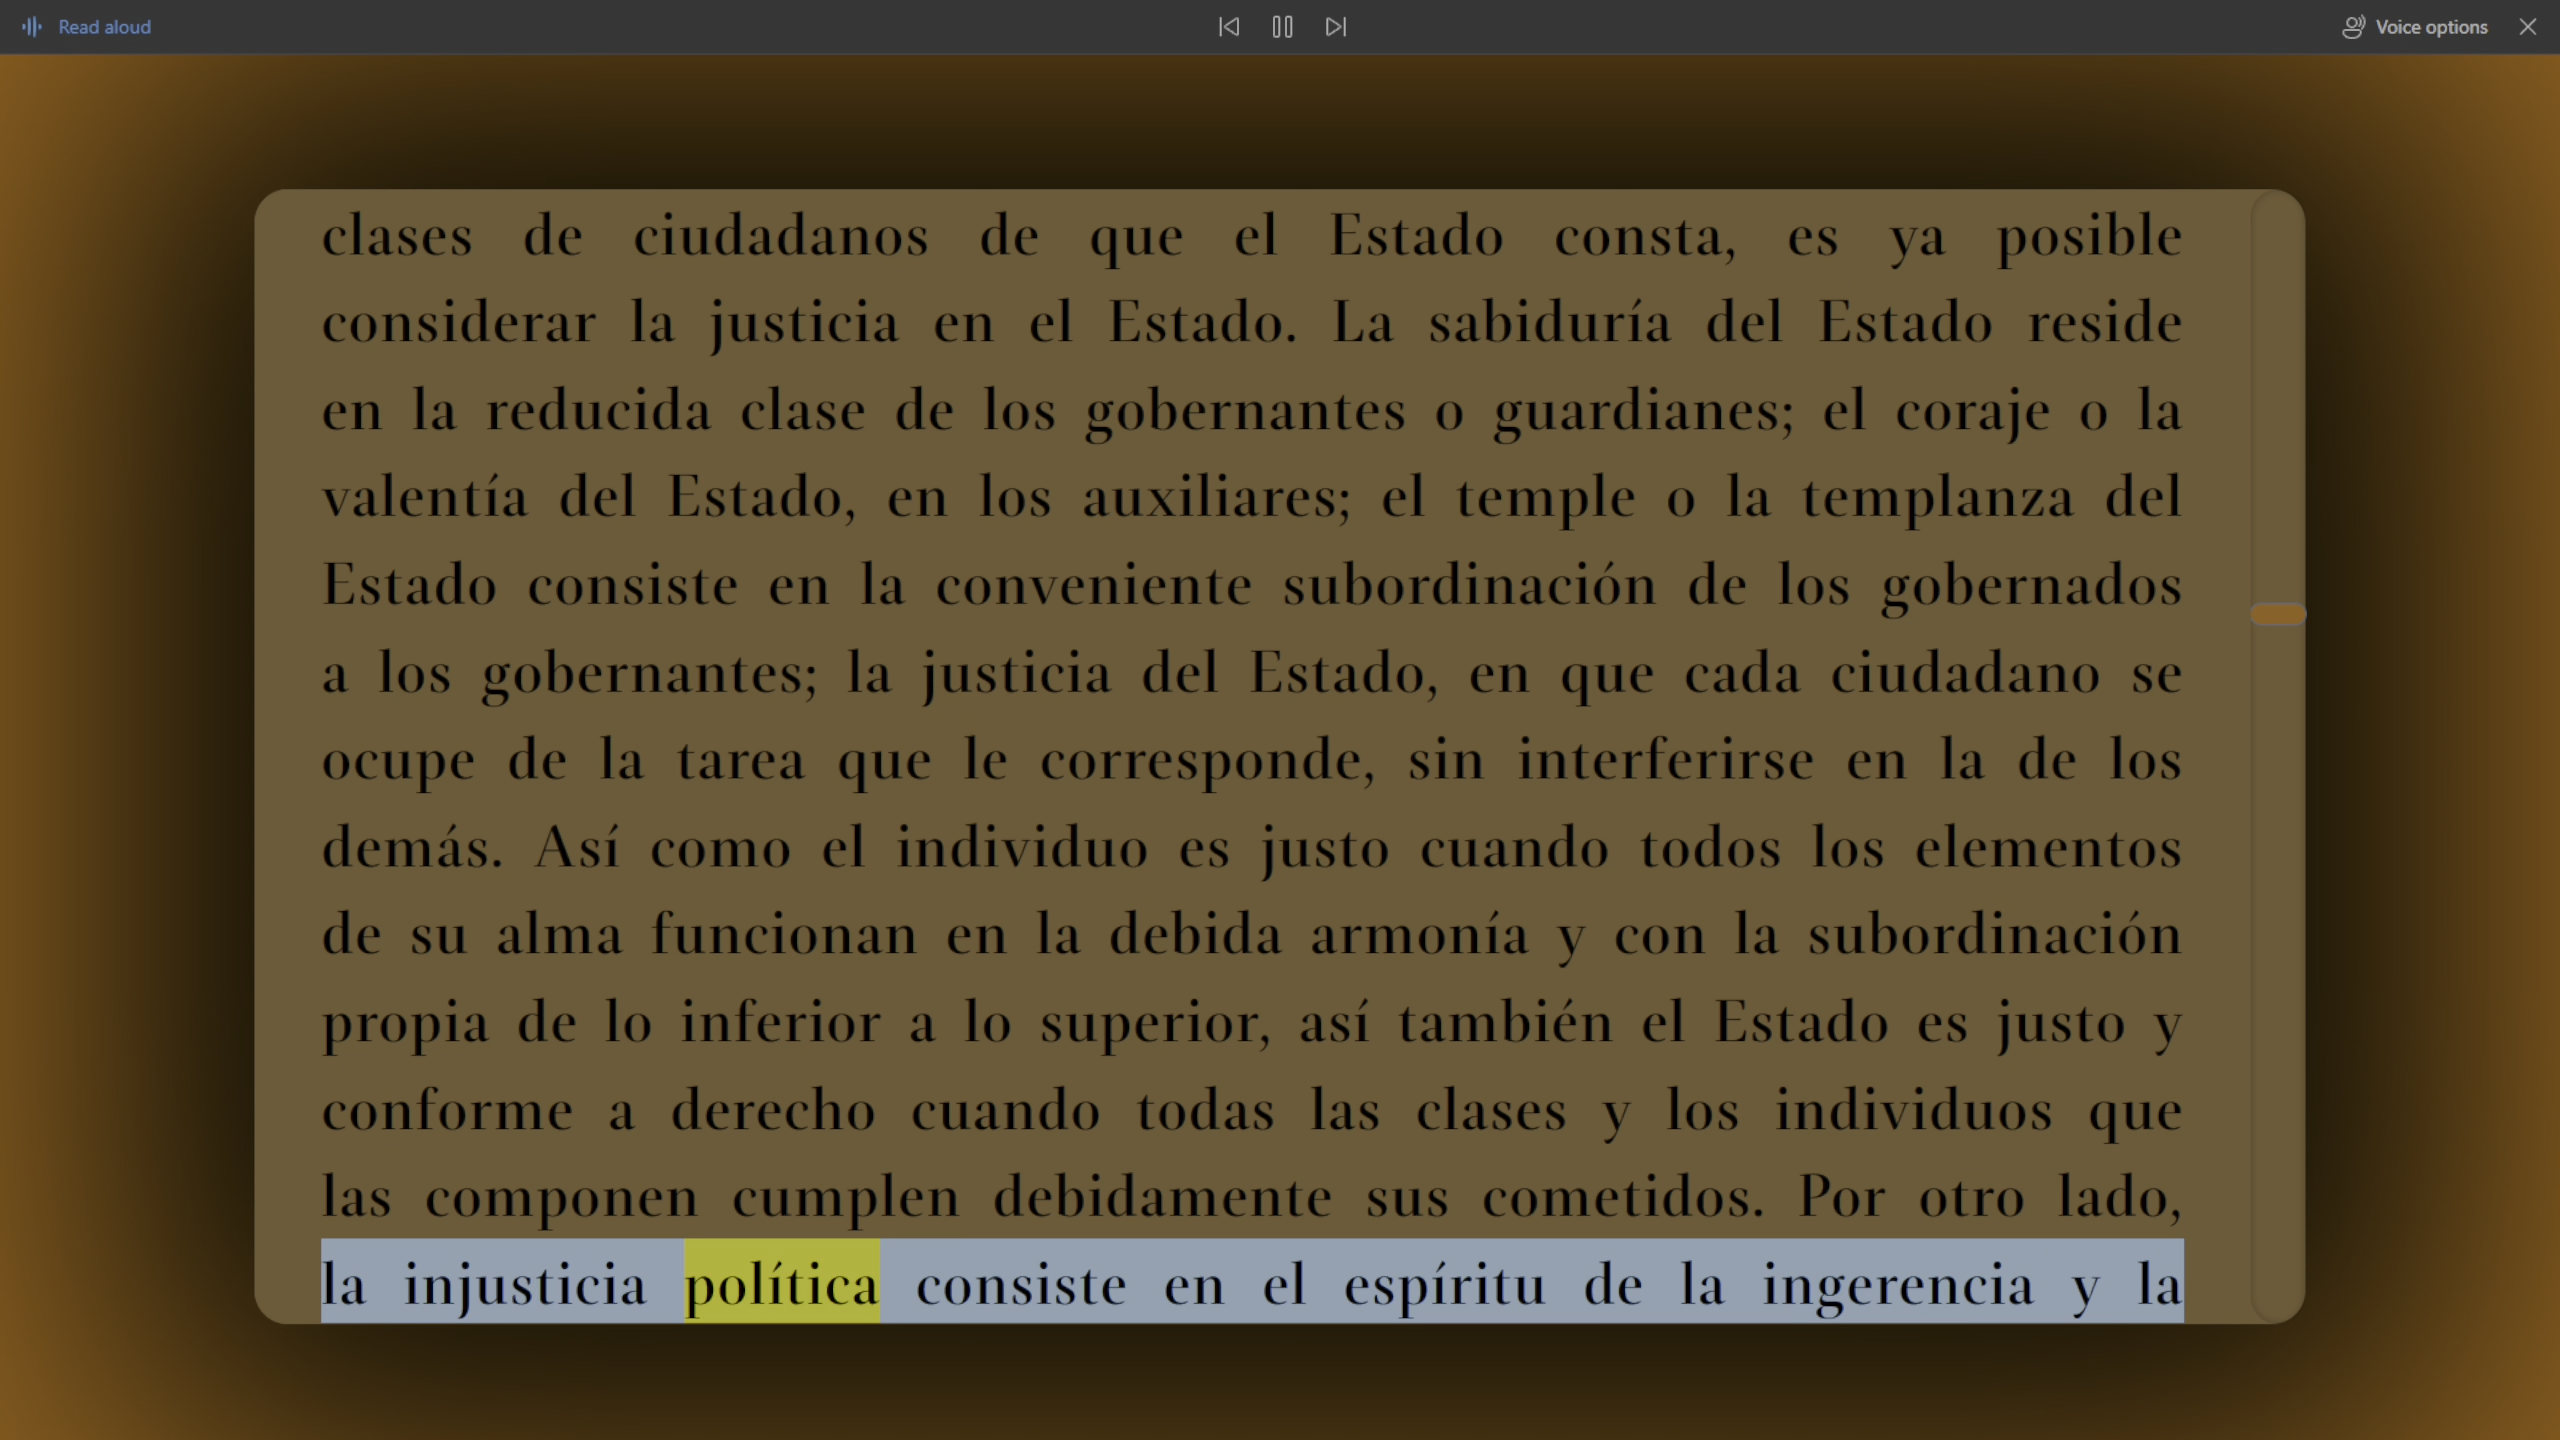 Read aloud
Voice options
clases de ciudadanos de que el Estado consta, es ya posible
considerar la justicia en el Estado. La sabiduría del Estado reside
en la reducida clase de los gobernantes o guardianes; el coraje o la
valentía del Estado, en los auxiliares; el temple o la templanza del
Estado consiste en la conveniente subordinación de los gobernados
a los gobernantes; la justicia del Estado, en que cada ciudadano se
ocupe de la tarea que le corresponde, sin interferirse en la de los
demás. Así como el individuo es justo cuando todos los elementos
de su alma funcionan en la debida armonía y con la subordinación
propia de lo inferior a lo superior, así también el Estado es justo y
conforme a derecho cuando todas las clases y los individuos que
las componen cumplen debidamente sus cometidos. Por otro lado,
la injusticia política consiste en el espíritu de la ingerencia y la